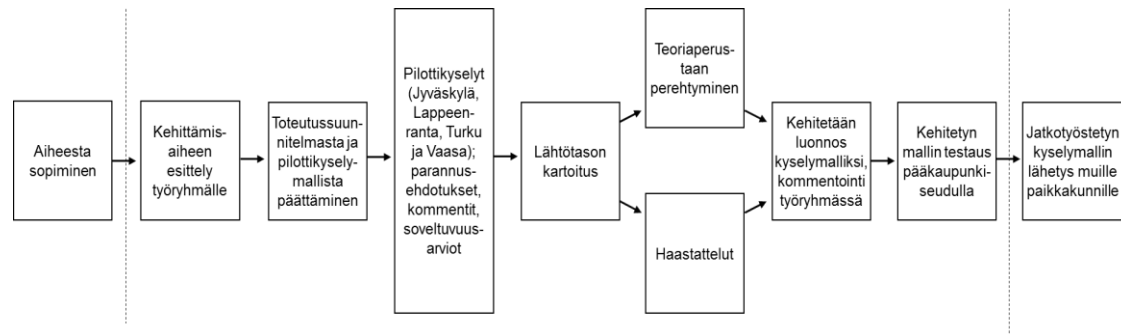 Aiheesta
sopiminen
Kehittämis-
aiheen
esittely
työryhmälle
Toteutussuun-
nitelmasta ja
pilottikysely-
mallista
päättäminen
Pilottikyselyt
(Jyväskylä,
Lappeen-
ranta, Turku
ja Vaasa);
parannus-
ehdotukset,
kommentit,
soveltuvuus-
arviot
Lähtötason
kartoitus
Teoriaperus-
taan
perehtyminen
Haastattelut
Kehitetään
luonnos
kyselymalliksi,
kommentointi
työryhmässä
Kehitetyn
mallin testaus
pääkaupunki-
seudulla
Jatkotyöstetyn
kyselymallin
lähetys muille
paikkakunnille